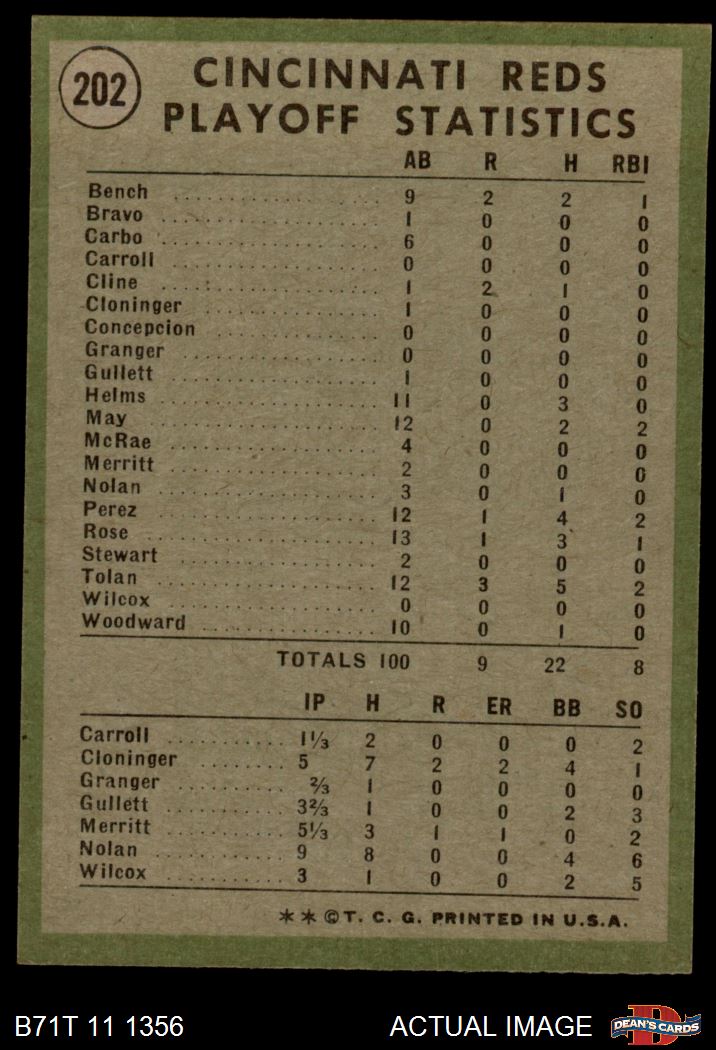 202
CINCINNATI REDS
PLAYOFF STATISTICS
AB R H RBI
Bench .................... 9 2 2 1
Bravo .................... 1 0 0 0
Carbo .................... 6 0 0 0
Carroll .................... 0 0 0 0
Cline .................... 1 2 1 0
Cloninger .................... 1 0 0 0
Concepcion .................... 0 0 0 0
Granger .................... 0 0 0 0
Gullett .................... 1 0 0 0
Helms .................... 11 0 3 0
May .................... 12 0 2 2
McRae .................... 4 0 0 0
Merritt .................... 2 0 0 0
Nolan .................... 3 0 1 0
Perez .................... 12 1 4 2
Rose .................... 13 1 3 1
Stewart .................... 2 0 0 0
Tolan .................... 12 3 5 2
Wilcox .................... 0 0 0 0
Woodward .................... 10 0 1 0
TOTALS 100 9 22 8
IP H R ER BB SO
Carroll .......... 1⅓ 2 0 0 0 2
Cloninger .......... 5 7 2 2 4 1
Granger .......... ⅔ 1 0 0 0 0
Gullett .......... 3⅔ 1 0 0 2 3
Merritt .......... 5⅓ 3 1 1 0 2
Nolan .......... 9 8 0 0 4 6
Wilcox .......... 3 1 0 0 2 5
**©T. C. G. PRINTED IN U.S.A.
B71T 11 1356 ACTUAL IMAGE DEAN'S CARDS